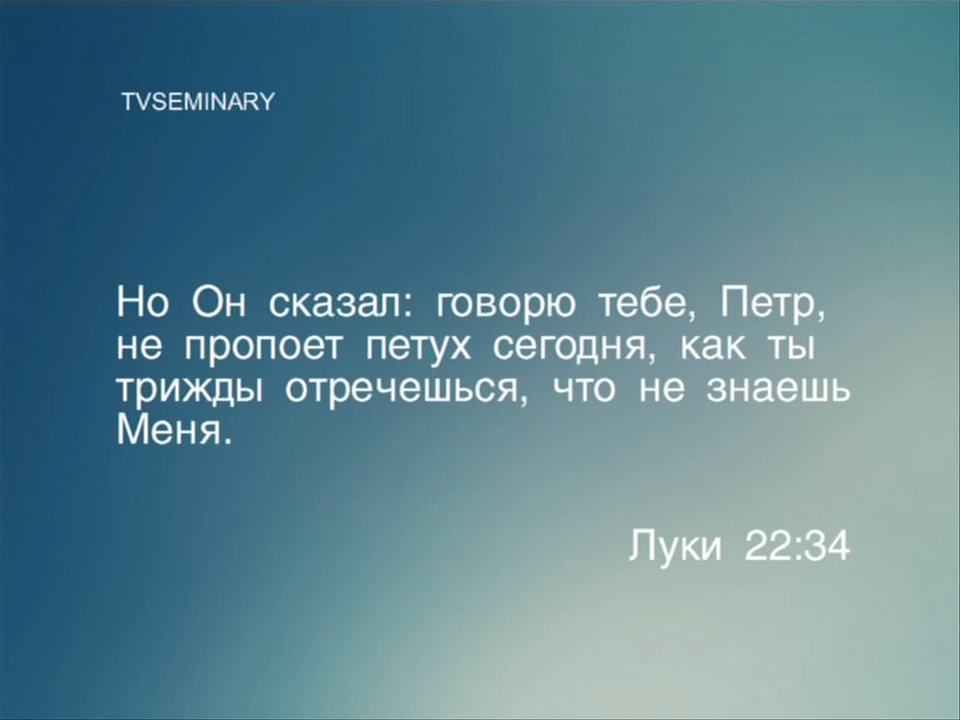 TVSEMINARY
Но Он сказал: говорю тебе, Петр,
не пропоет петух сегодня, как ты
трижды отречешься, что не знаешь
Меня.
Луки 22:34